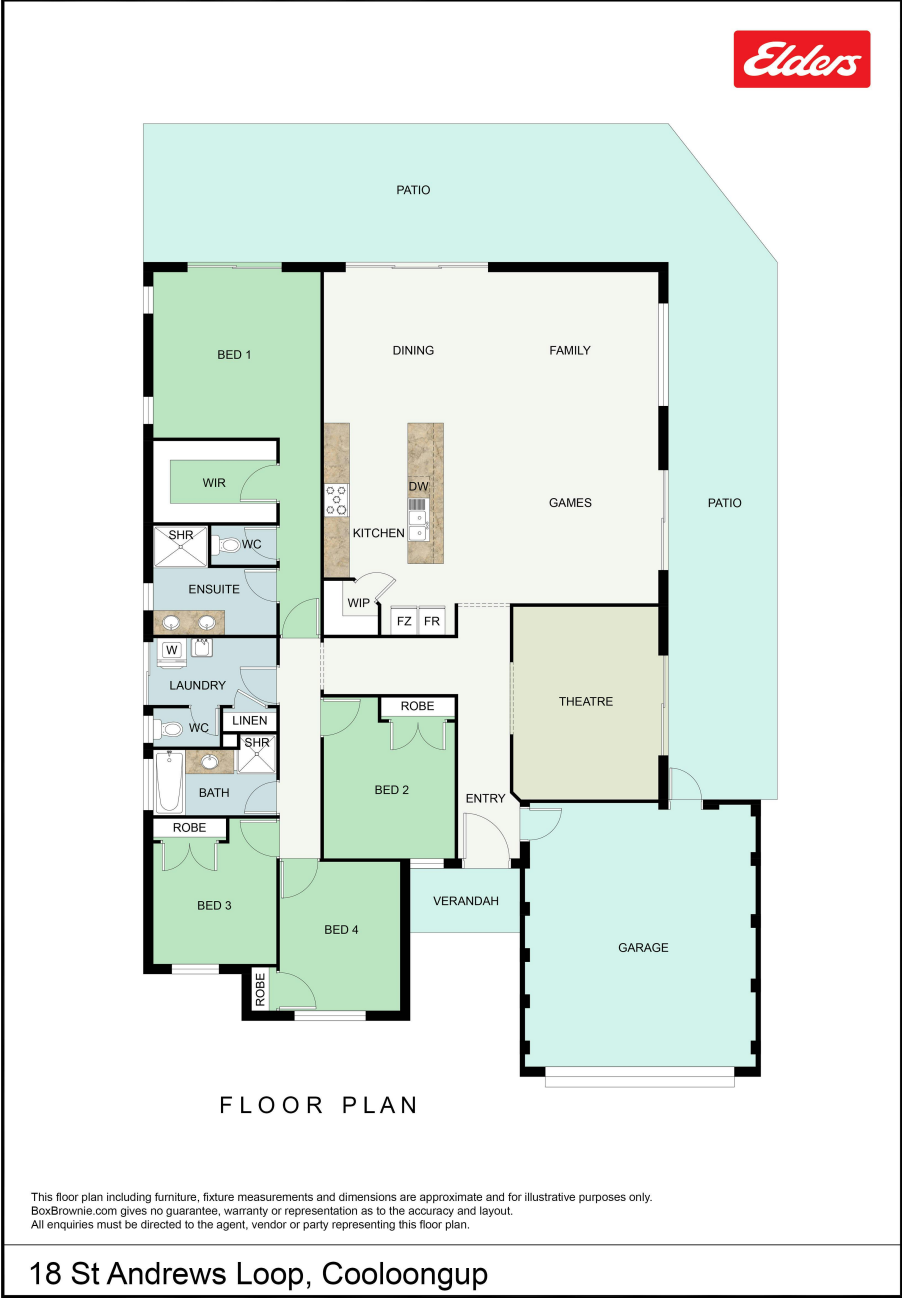 Elders
PATIO
BED 1
DINING
FAMILY
WIR
DW
GAMES
PATIO
KITCHEN
SHR
WC
ENSUITE
WIP
FZ
FR
W
LAUNDRY
THEATRE
ROBE
LINEN
WC
SHR
BATH
BED 2
ENTRY
ROBE
VERANDAH
BED 3
BED 4
GARAGE
ROBE
FLOOR PLAN
This floor plan including furniture, fixture measurements and dimensions are approximate and for illustrative purposes only.
BoxBrownie.com gives no guarantee, warranty or representation as to the accuracy and layout.
All enquiries must be directed to the agent, vendor or party representing this floor plan.
18 St Andrews Loop, Cooloongup